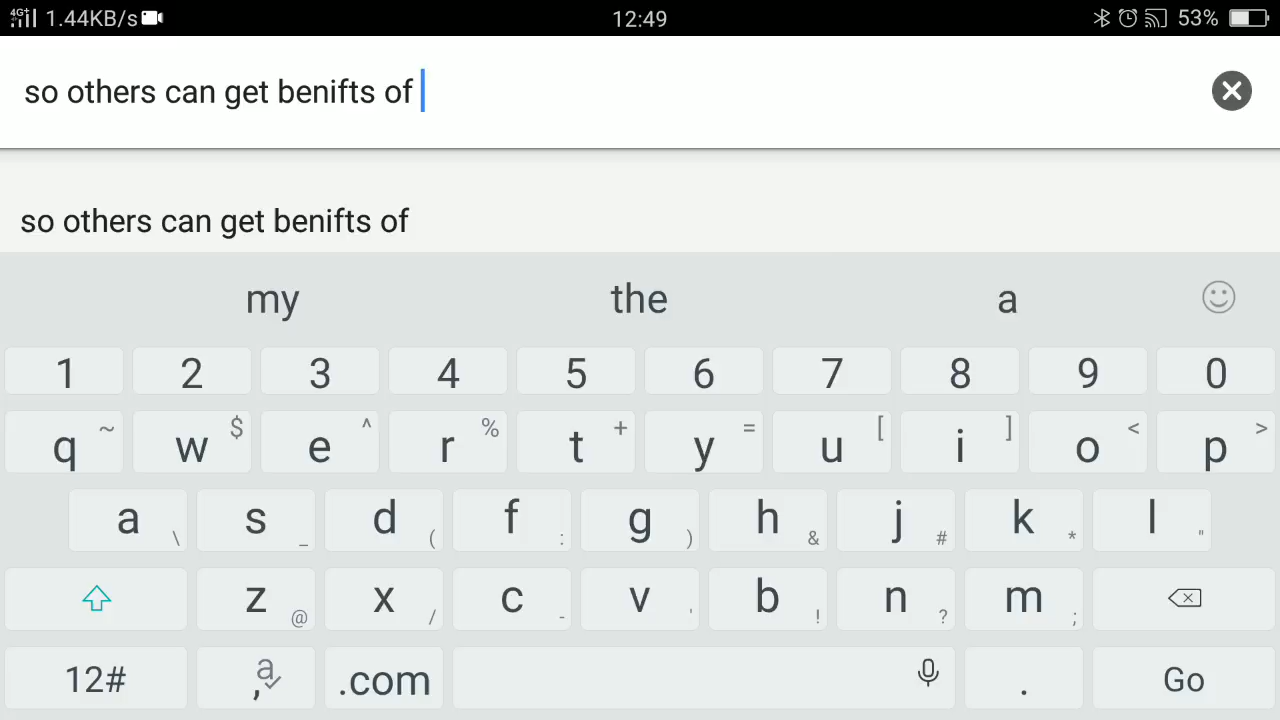 4G+ 1.44KB/s 12:49 53%
so others can get benifts of
so others can get benifts of
my the a
1 2 3 4 5 6 7 8 9 0
q ~ w $ e ^ r % t + y = u [ i ] o < p >
a \ s _ d ( f : g ) h & j # k * l "
z @ x / c - v ' b ! n ? m ;
12# , a .com . Go